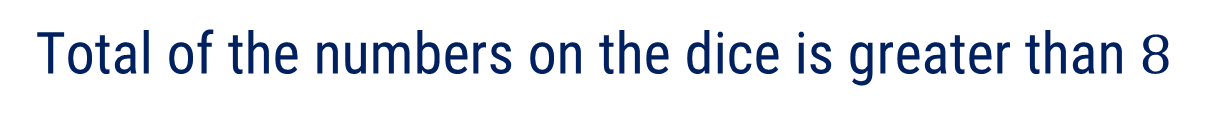 Total of the numbers on the dice is greater than 8